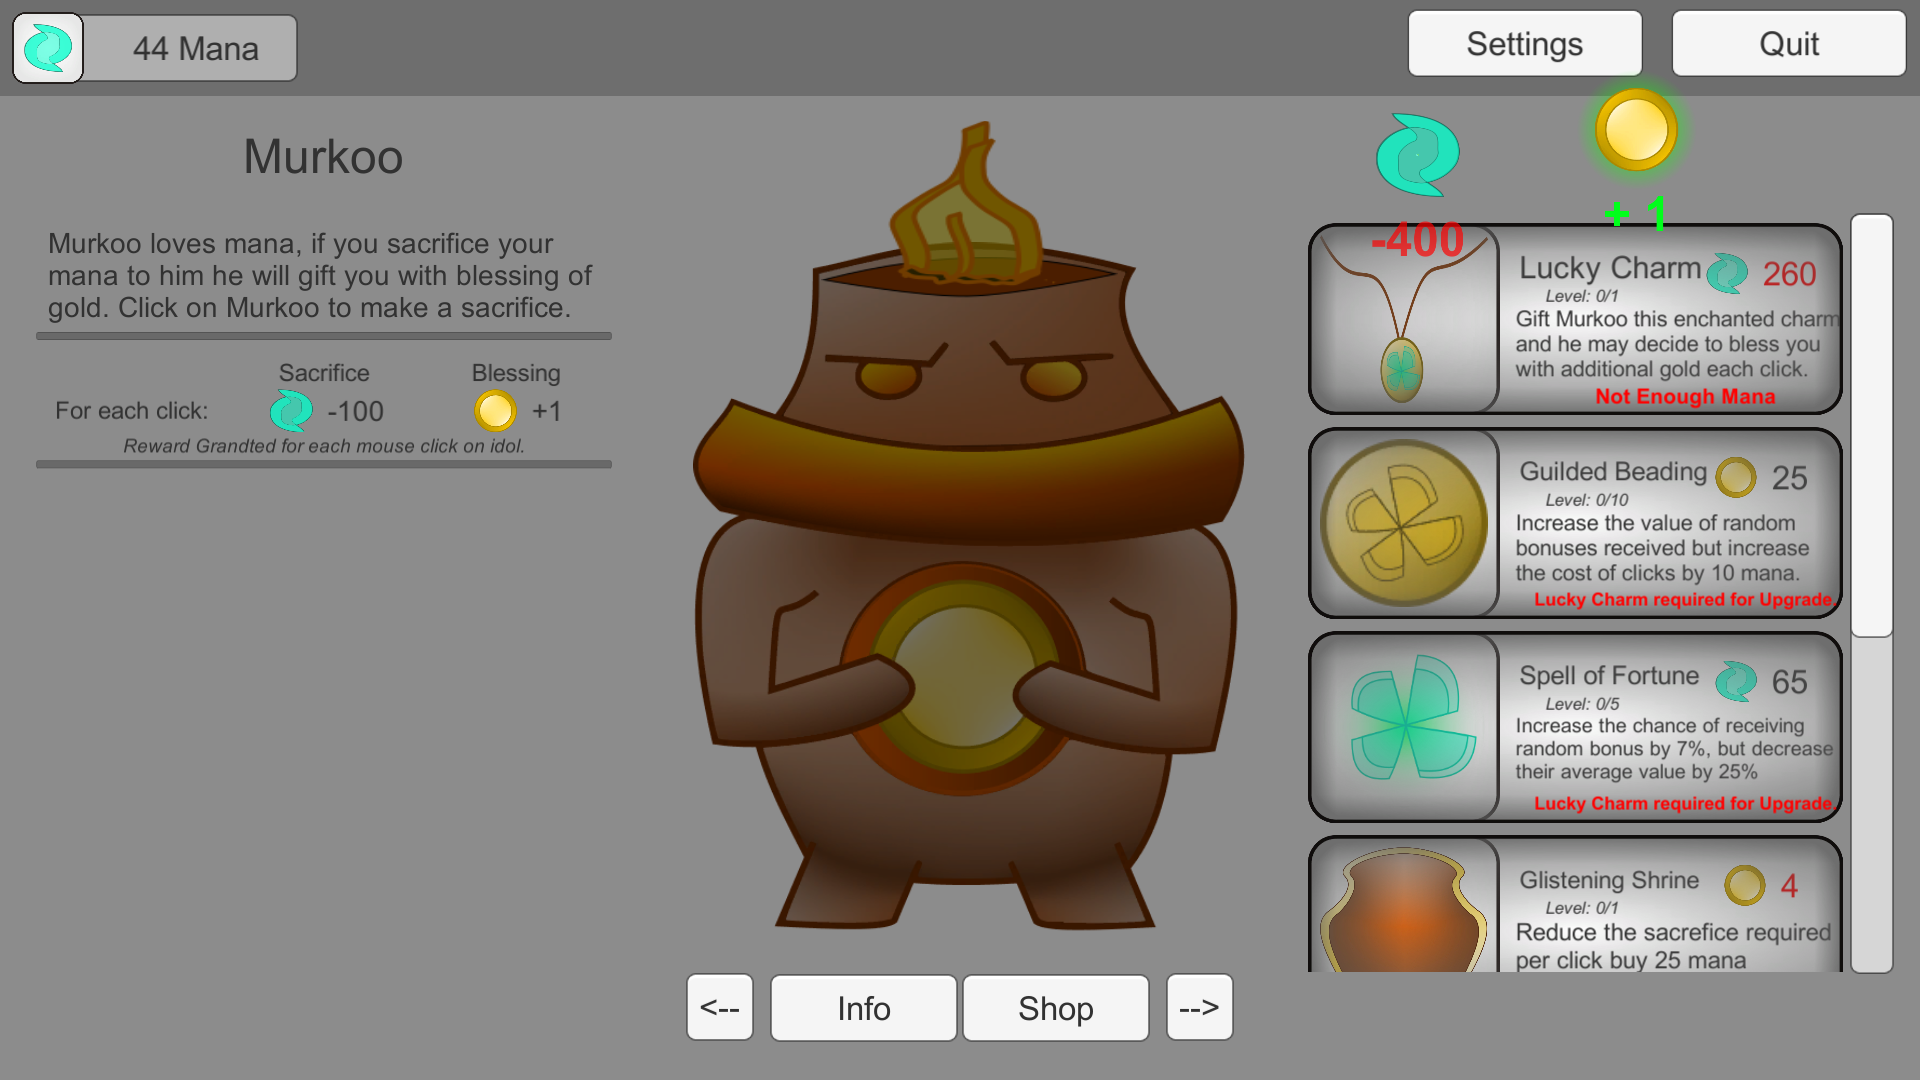 44 Mana
Settings
Quit
Murkoo
Murkoo loves mana, if you sacrifice your
mana to him he will gift you with blessing of
gold. Click on Murkoo to make a sacrifice.
Sacrifice
Blessing
For each click:
-100
+1
Reward Grandted for each mouse click on idol.
+ 1
-400
Lucky Charm
260
Level: 0/1
Gift Murkoo this enchanted charm
and he may decide to bless you
with additional gold each click.
Not Enough Mana
Guilded Beading
25
Level: 0/10
Increase the value of random
bonuses received but increase
the cost of clicks by 10 mana.
Lucky Charm required for Upgrade.
Spell of Fortune
65
Level: 0/5
Increase the chance of receiving
random bonus by 7%, but decrease
their average value by 25%
Lucky Charm required for Upgrade.
Glistening Shrine
4
Level: 0/1
Reduce the sacrefice required
per click buy 25 mana
<--
Info
Shop
-->